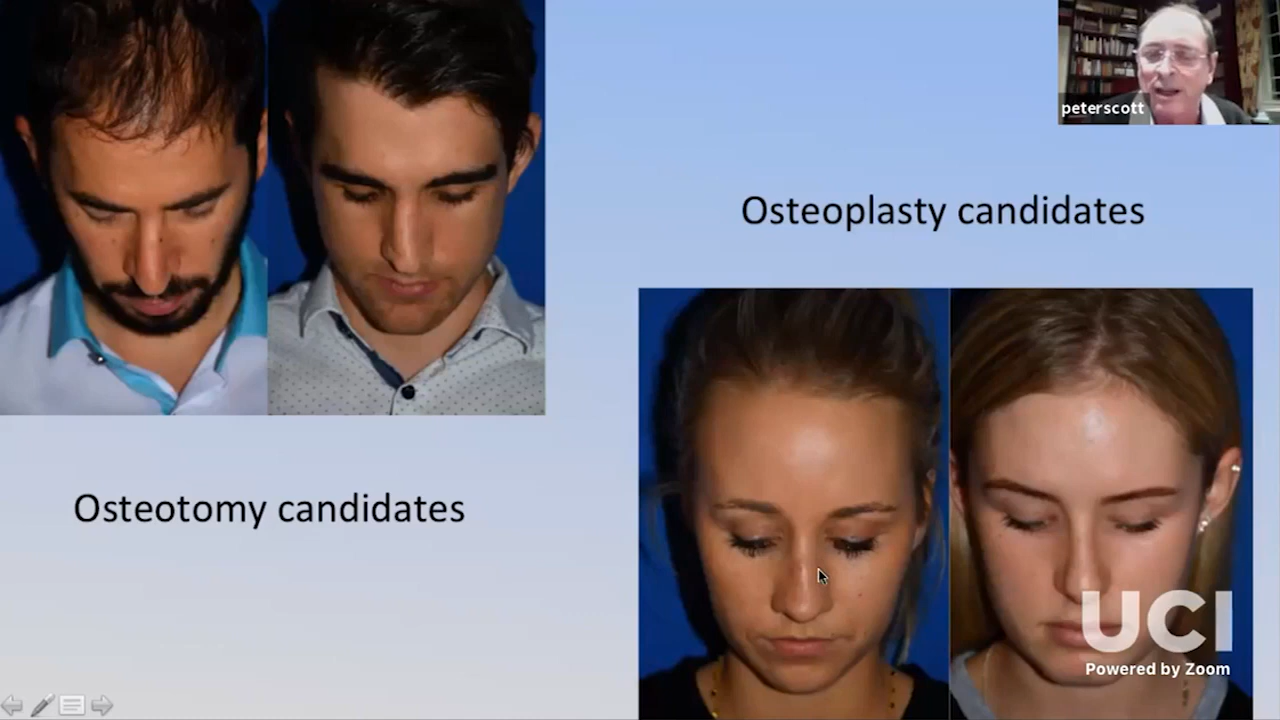 peterscott
Osteoplasty candidates
Osteotomy candidates
UCI
Powered by Zoom